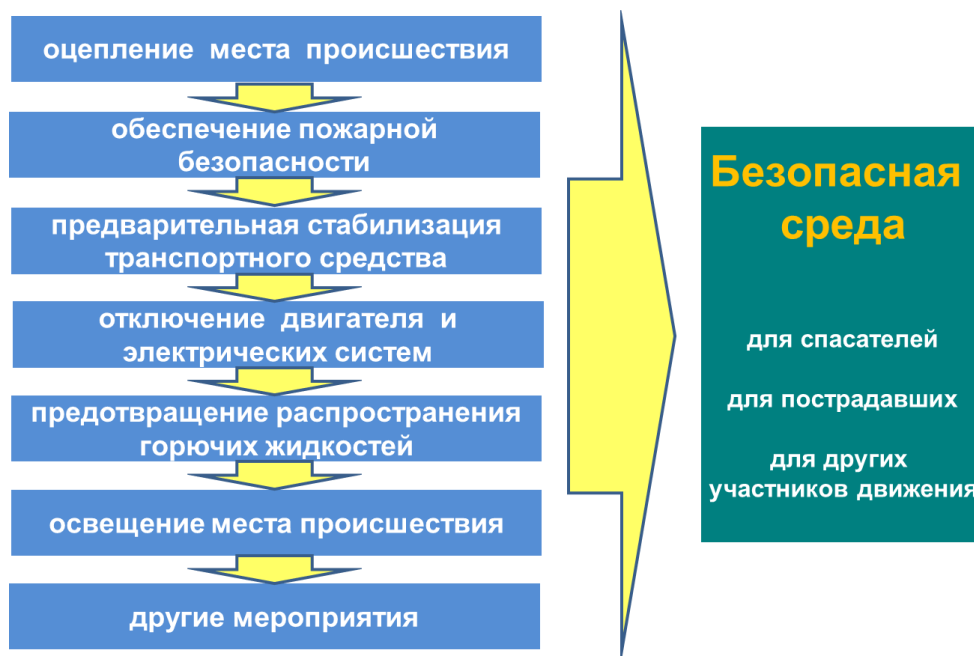 оцепление места происшествия
обеспечение пожарной
безопасности
предварительная стабилизация
транспортного средства
отключение двигателя и
электрических систем
предотвращение распространения
горючих жидкостей
освещение места происшествия
другие мероприятия
Безопасная
среда
для спасателей
для пострадавших
для других
участников движения